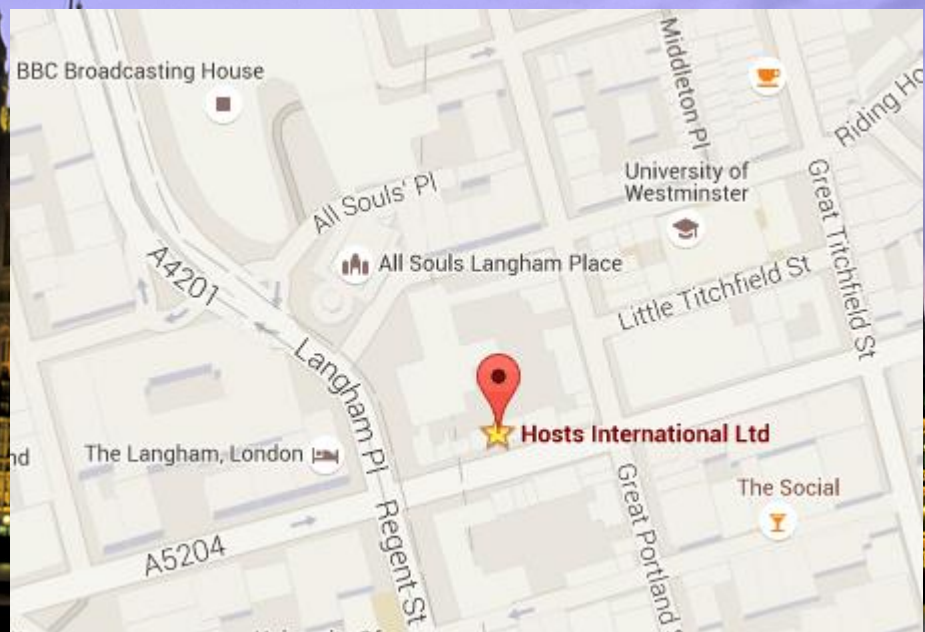 Middleton Pl
BBC Broadcasting House
Riding
University of
Westminster
Great Titchfield St
All Souls' Pl
All Souls Langham Place
A4201
Little Titchfield St
Langham Pl
Hosts International Ltd
The Langham, London
The Social
Great Portland
Regent St
A5204